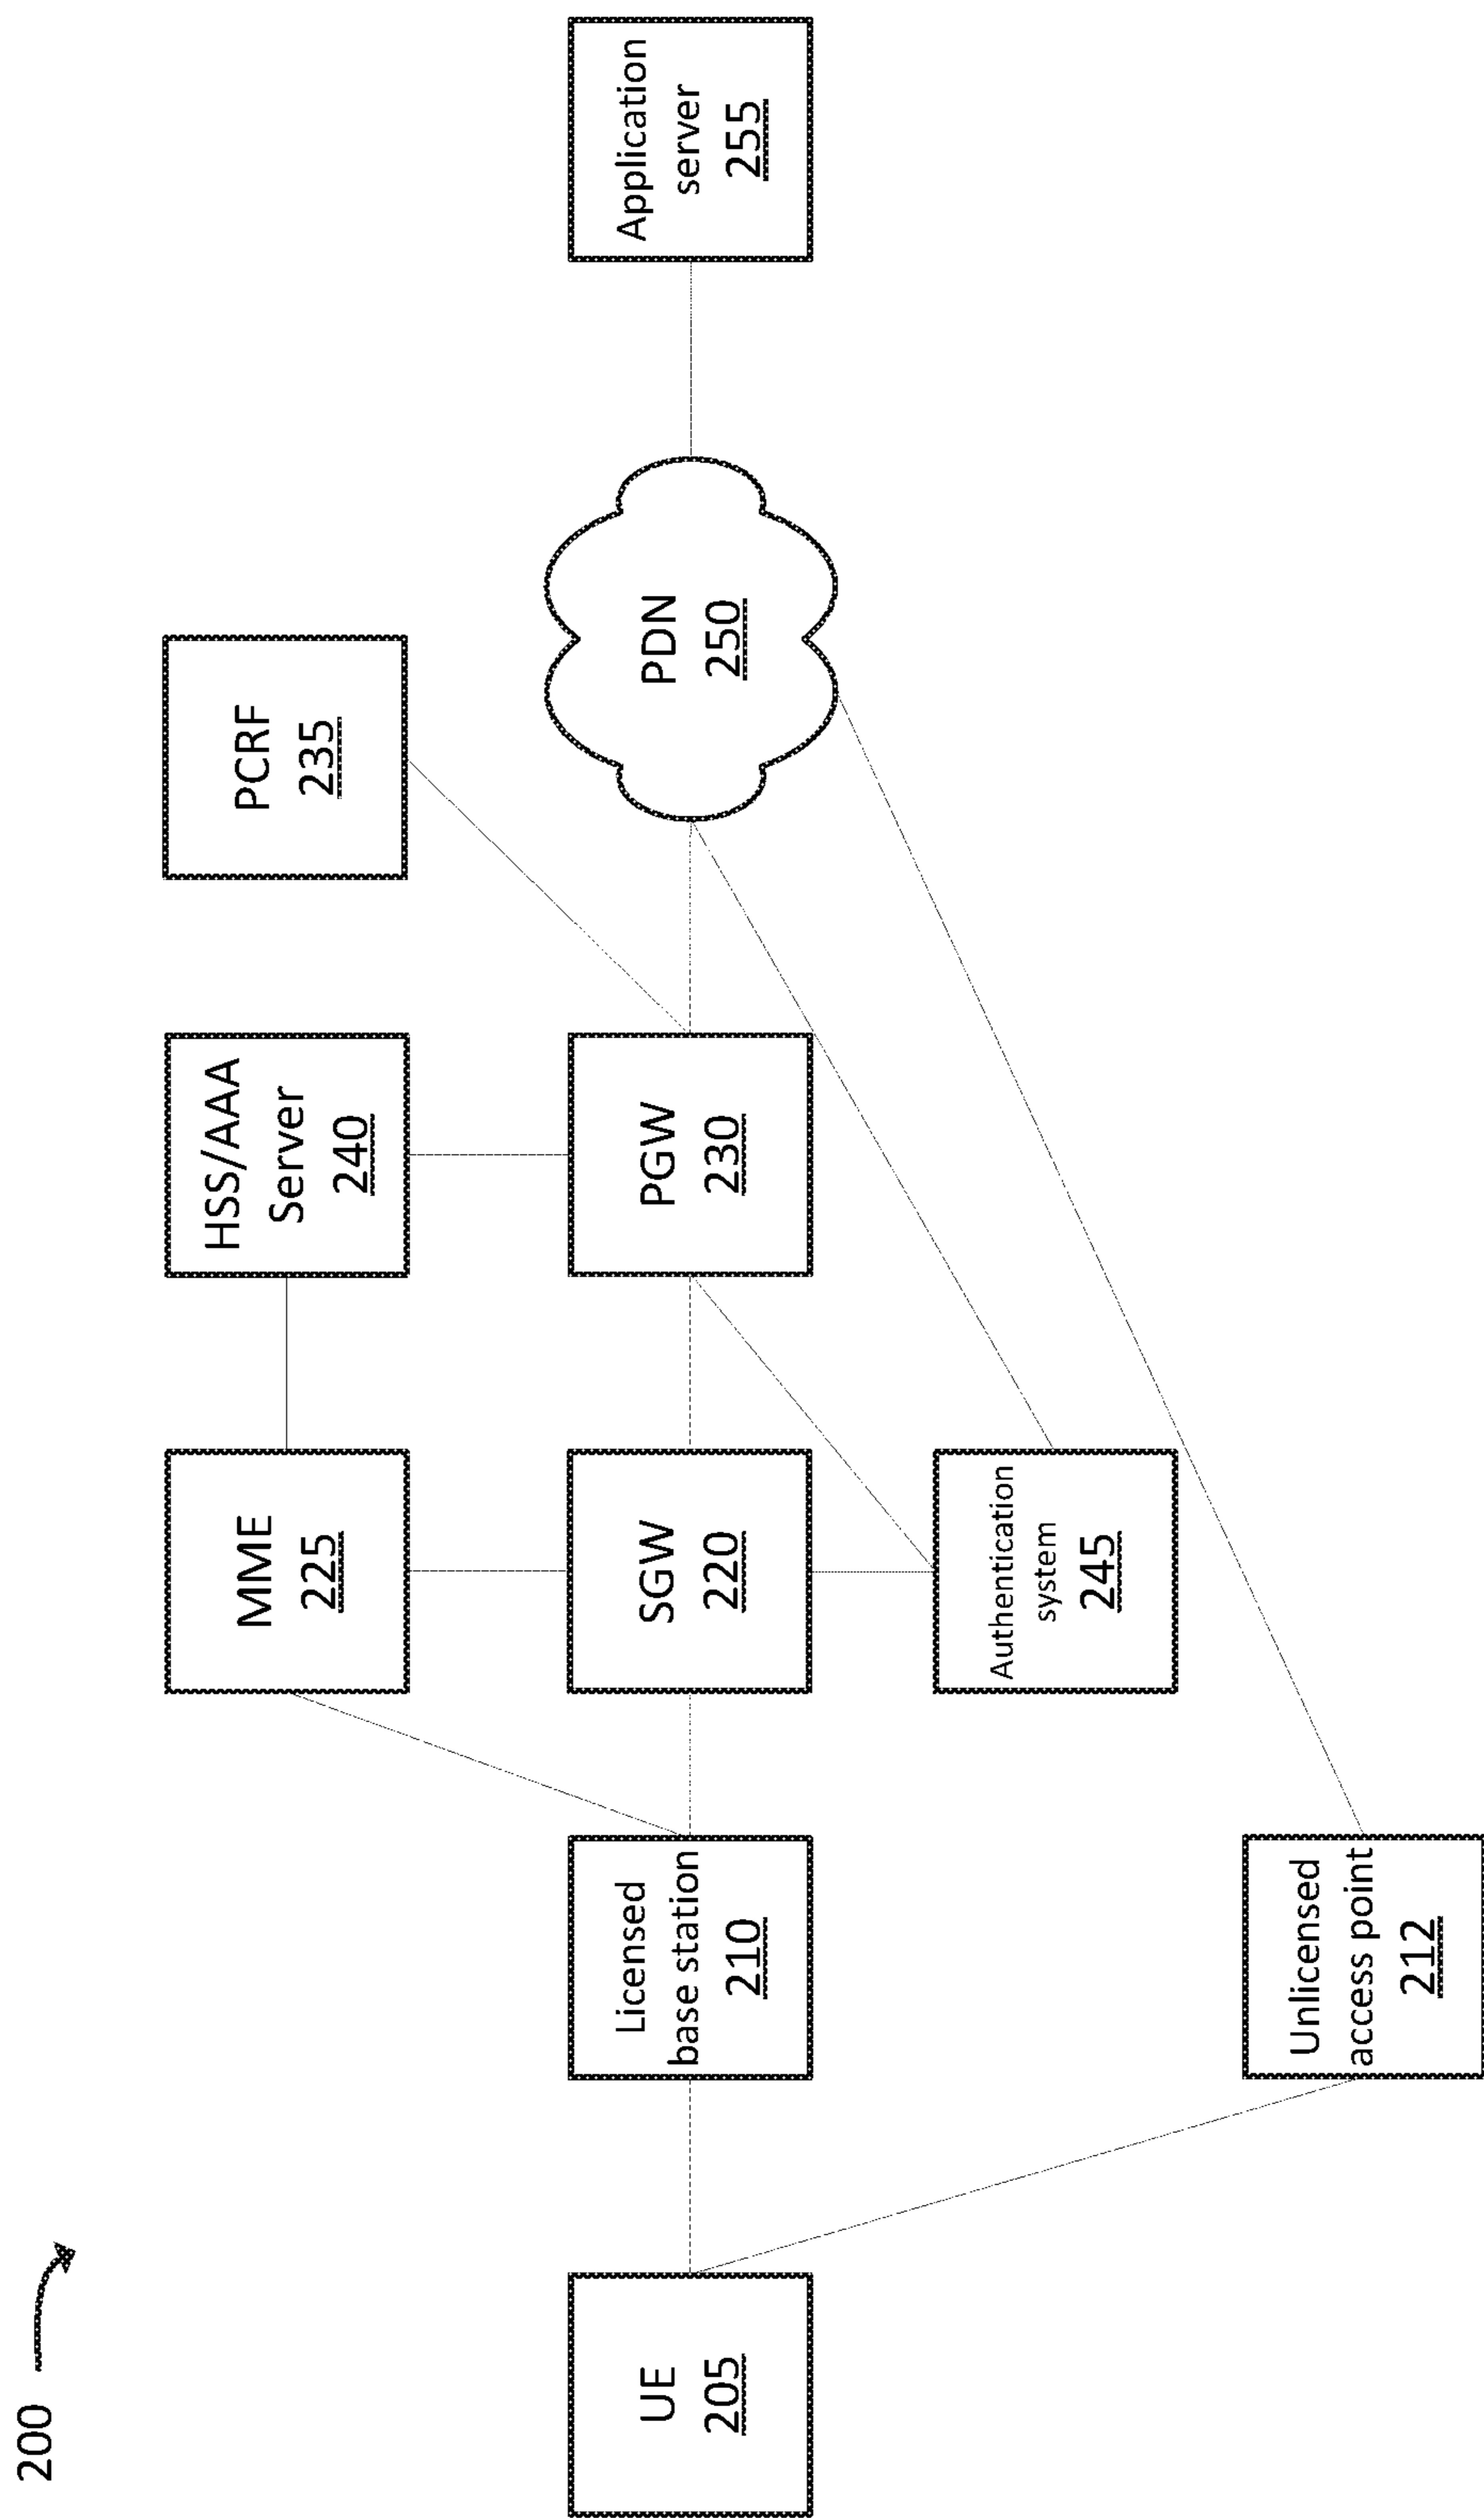 200
MME
225
HSS/AAA
Server
240
PCRF
235
UE
205
Licensed
base station
210
SGW
220
PGW
230
PDN
250
Application
server
255
Authentication
system
245
Unlicensed
access point
212